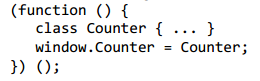 (function () {
   class Counter { ... }
   window.Counter = Counter;
}) ();